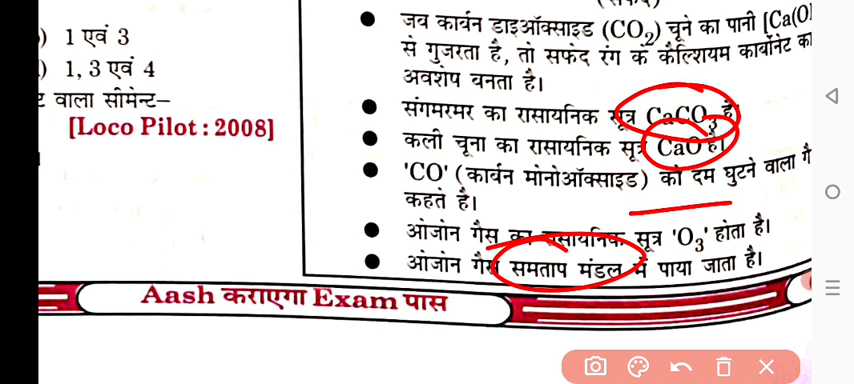 ) 1 एवं 3
) 1, 3 एवं 4
वाला सीमेन्ट–
[Loco Pilot : 2008]
जब कार्बन डाइऑक्साइड (CO₂) चूने का पानी [Ca(O
से गुजरता है, तो सफेद रंग के कैल्शियम कार्बोनेट का
अवशेष बनता है।
संगमरमर का रासायनिक सूत्र CaCO₃ है।
कली चूना का रासायनिक सूत्र CaO है।
'CO' (कार्बन मोनोऑक्साइड) को दम घुटने वाला गै
कहते है।
ओजोन गैस का रासायनिक सूत्र 'O₃' होता है।
ओजोन गैस समताप मंडल में पाया जाता है।
Aash कराएगा Exam पास